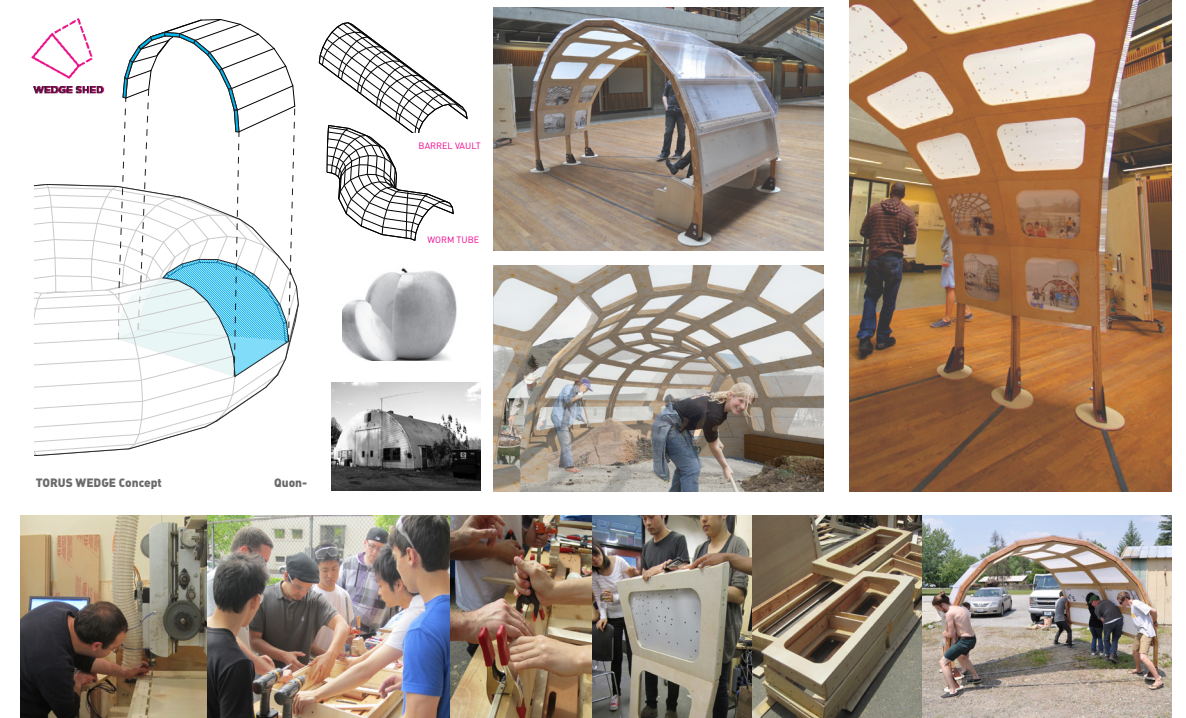 WEDGE SHED
BARREL VAULT
WORM TUBE
TORUS WEDGE Concept
Quon-